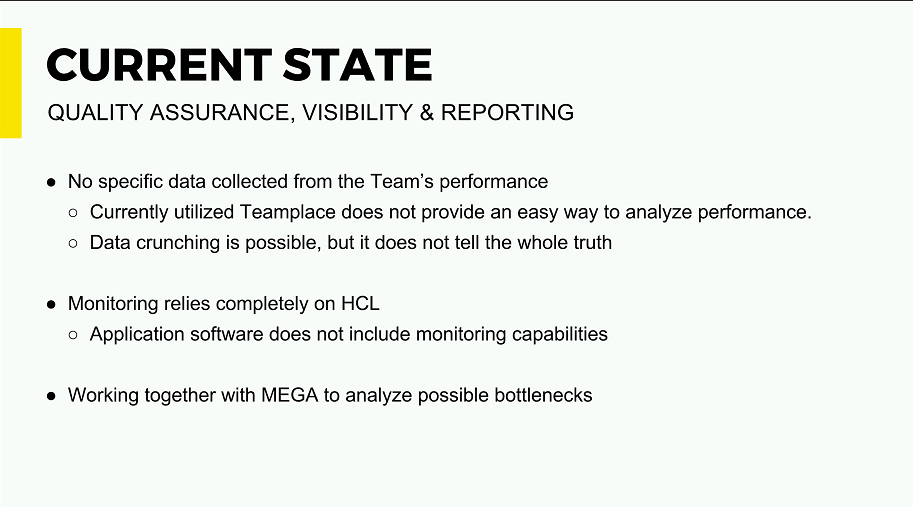 CURRENT STATE
QUALITY ASSURANCE, VISIBILITY & REPORTING
● No specific data collected from the Team’s performance
○ Currently utilized Teamplace does not provide an easy way to analyze performance.
○ Data crunching is possible, but it does not tell the whole truth
● Monitoring relies completely on HCL
○ Application software does not include monitoring capabilities
● Working together with MEGA to analyze possible bottlenecks